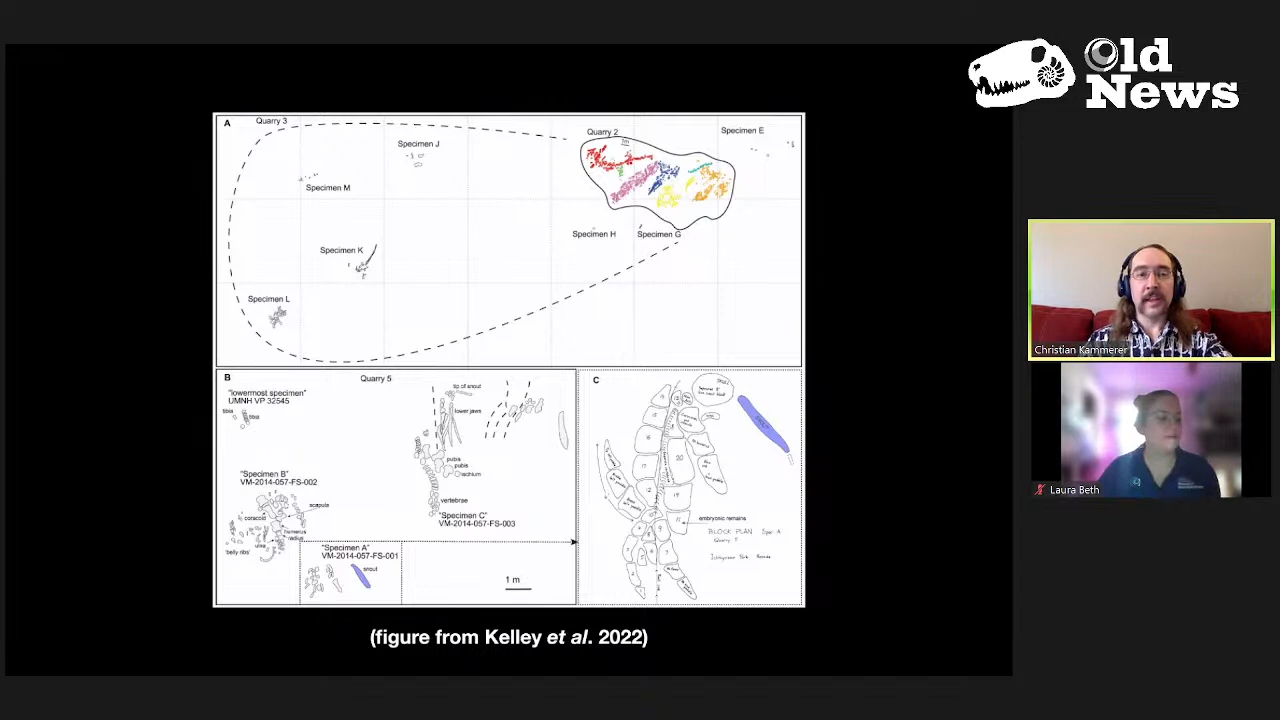 Old
News
A
Quarry 3
Specimen J
Quarry 2
1m
Specimen E
Specimen M
Specimen H
Specimen G
Specimen K
Specimen L
B
Quarry 5
"lowermost specimen"
UMNH VP 32545
tibia
tibia
tip of snout
lower jaws
pubis
pubis
ischium
vertebrae
"Specimen B"
VM-2014-057-FS-002
scapula
coracoid
humerus
radius
ulna
'belly ribs'
"Specimen C"
VM-2014-057-FS-003
"Specimen A"
VM-2014-057-FS-001
snout
1 m
C
embryonic remains
BLOCK PLAN
Quarry
20
(figure from Kelley et al. 2022)
Christian Kammerer
Laura Beth